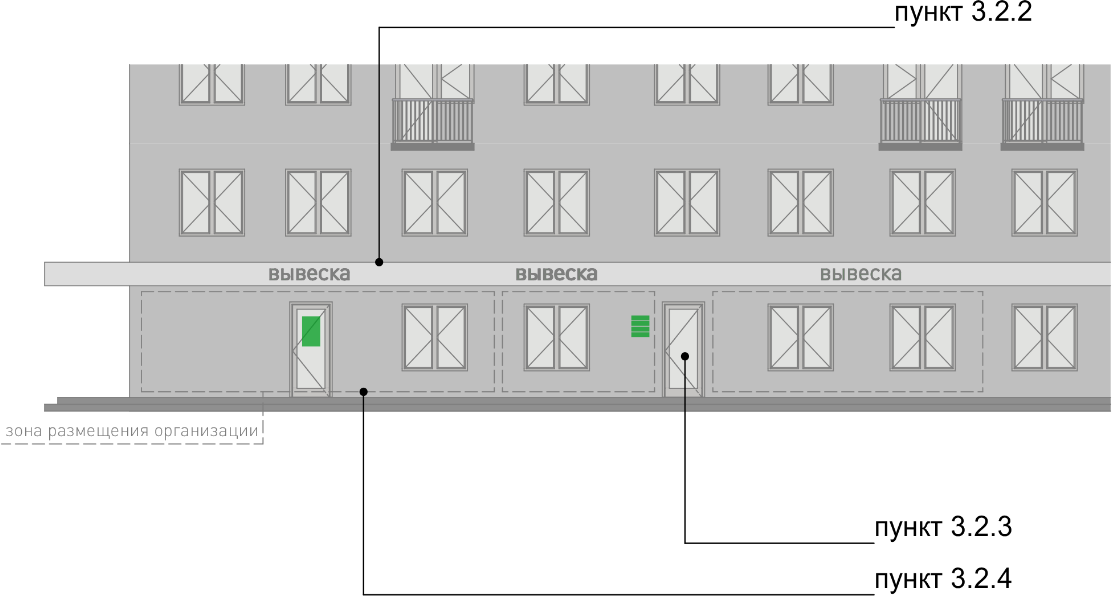 пункт 3.2.2
вывеска вывеска вывеска
зона размещения организации
пункт 3.2.3
пункт 3.2.4